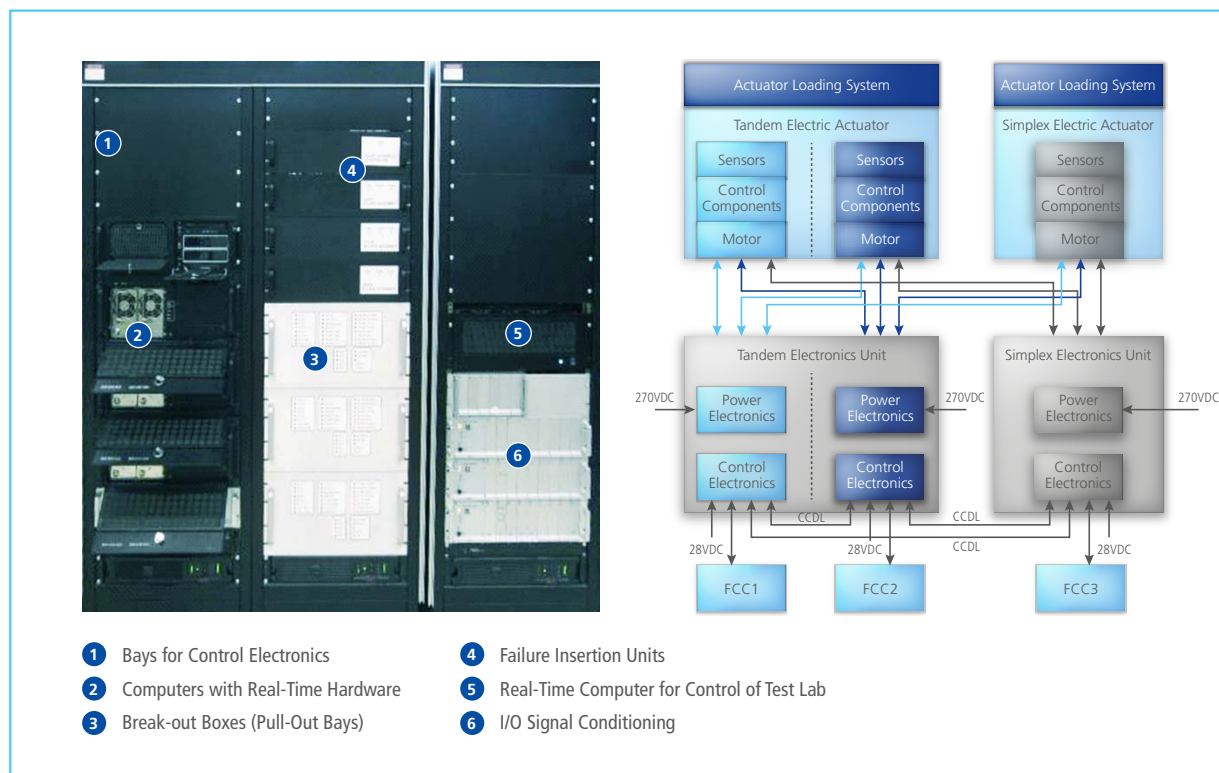 1
2
3
4
5
6
Actuator Loading System
Actuator Loading System
Tandem Electric Actuator
Simplex Electric Actuator
Sensors
Sensors
Sensors
Control
Components
Control
Components
Control
Components
Motor
Motor
Motor
Tandem Electronics Unit
Simplex Electronics Unit
270VDC
270VDC
270VDC
Power
Electronics
Power
Electronics
Power
Electronics
Control
Electronics
Control
Electronics
Control
Electronics
CCDL
CCDL
CCDL
28VDC
28VDC
28VDC
FCC1
FCC2
FCC3
1 Bays for Control Electronics
2 Computers with Real-Time Hardware
3 Break-out Boxes (Pull-Out Bays)
4 Failure Insertion Units
5 Real-Time Computer for Control of Test Lab
6 I/O Signal Conditioning